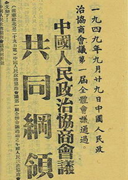 一九四九年九月廿九日中國人民政
治協商會議第一屆全體會議通過
中國人民政治協商會議
共同綱領